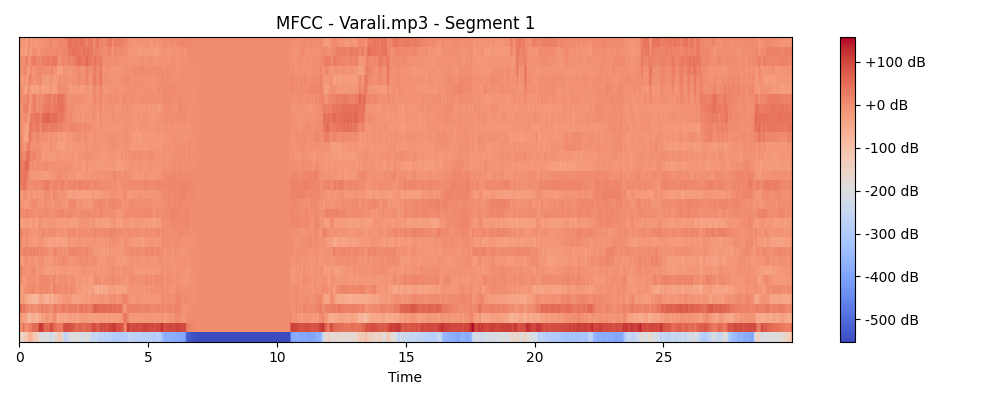 MFCC - Varali.mp3 - Segment 1
+100 dB
+0 dB
-100 dB
-200 dB
-300 dB
-400 dB
-500 dB
0 5 10 15 20 25
Time